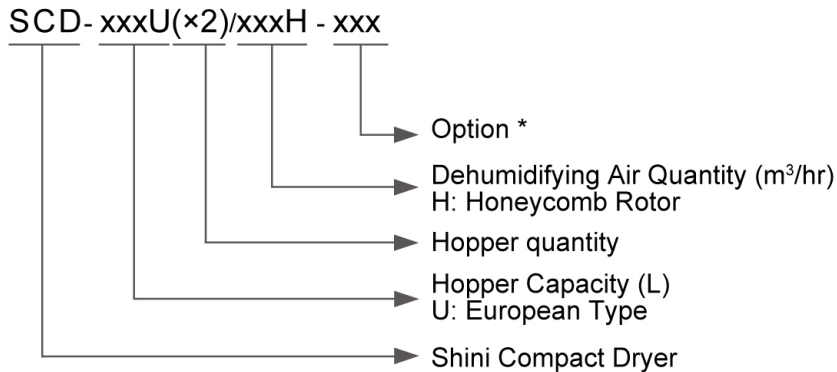 SCD- xxxU(×2)/xxxH - xxx
Option *
Dehumidifying Air Quantity (m³/hr)
H: Honeycomb Rotor
Hopper quantity
Hopper Capacity (L)
U: European Type
Shini Compact Dryer